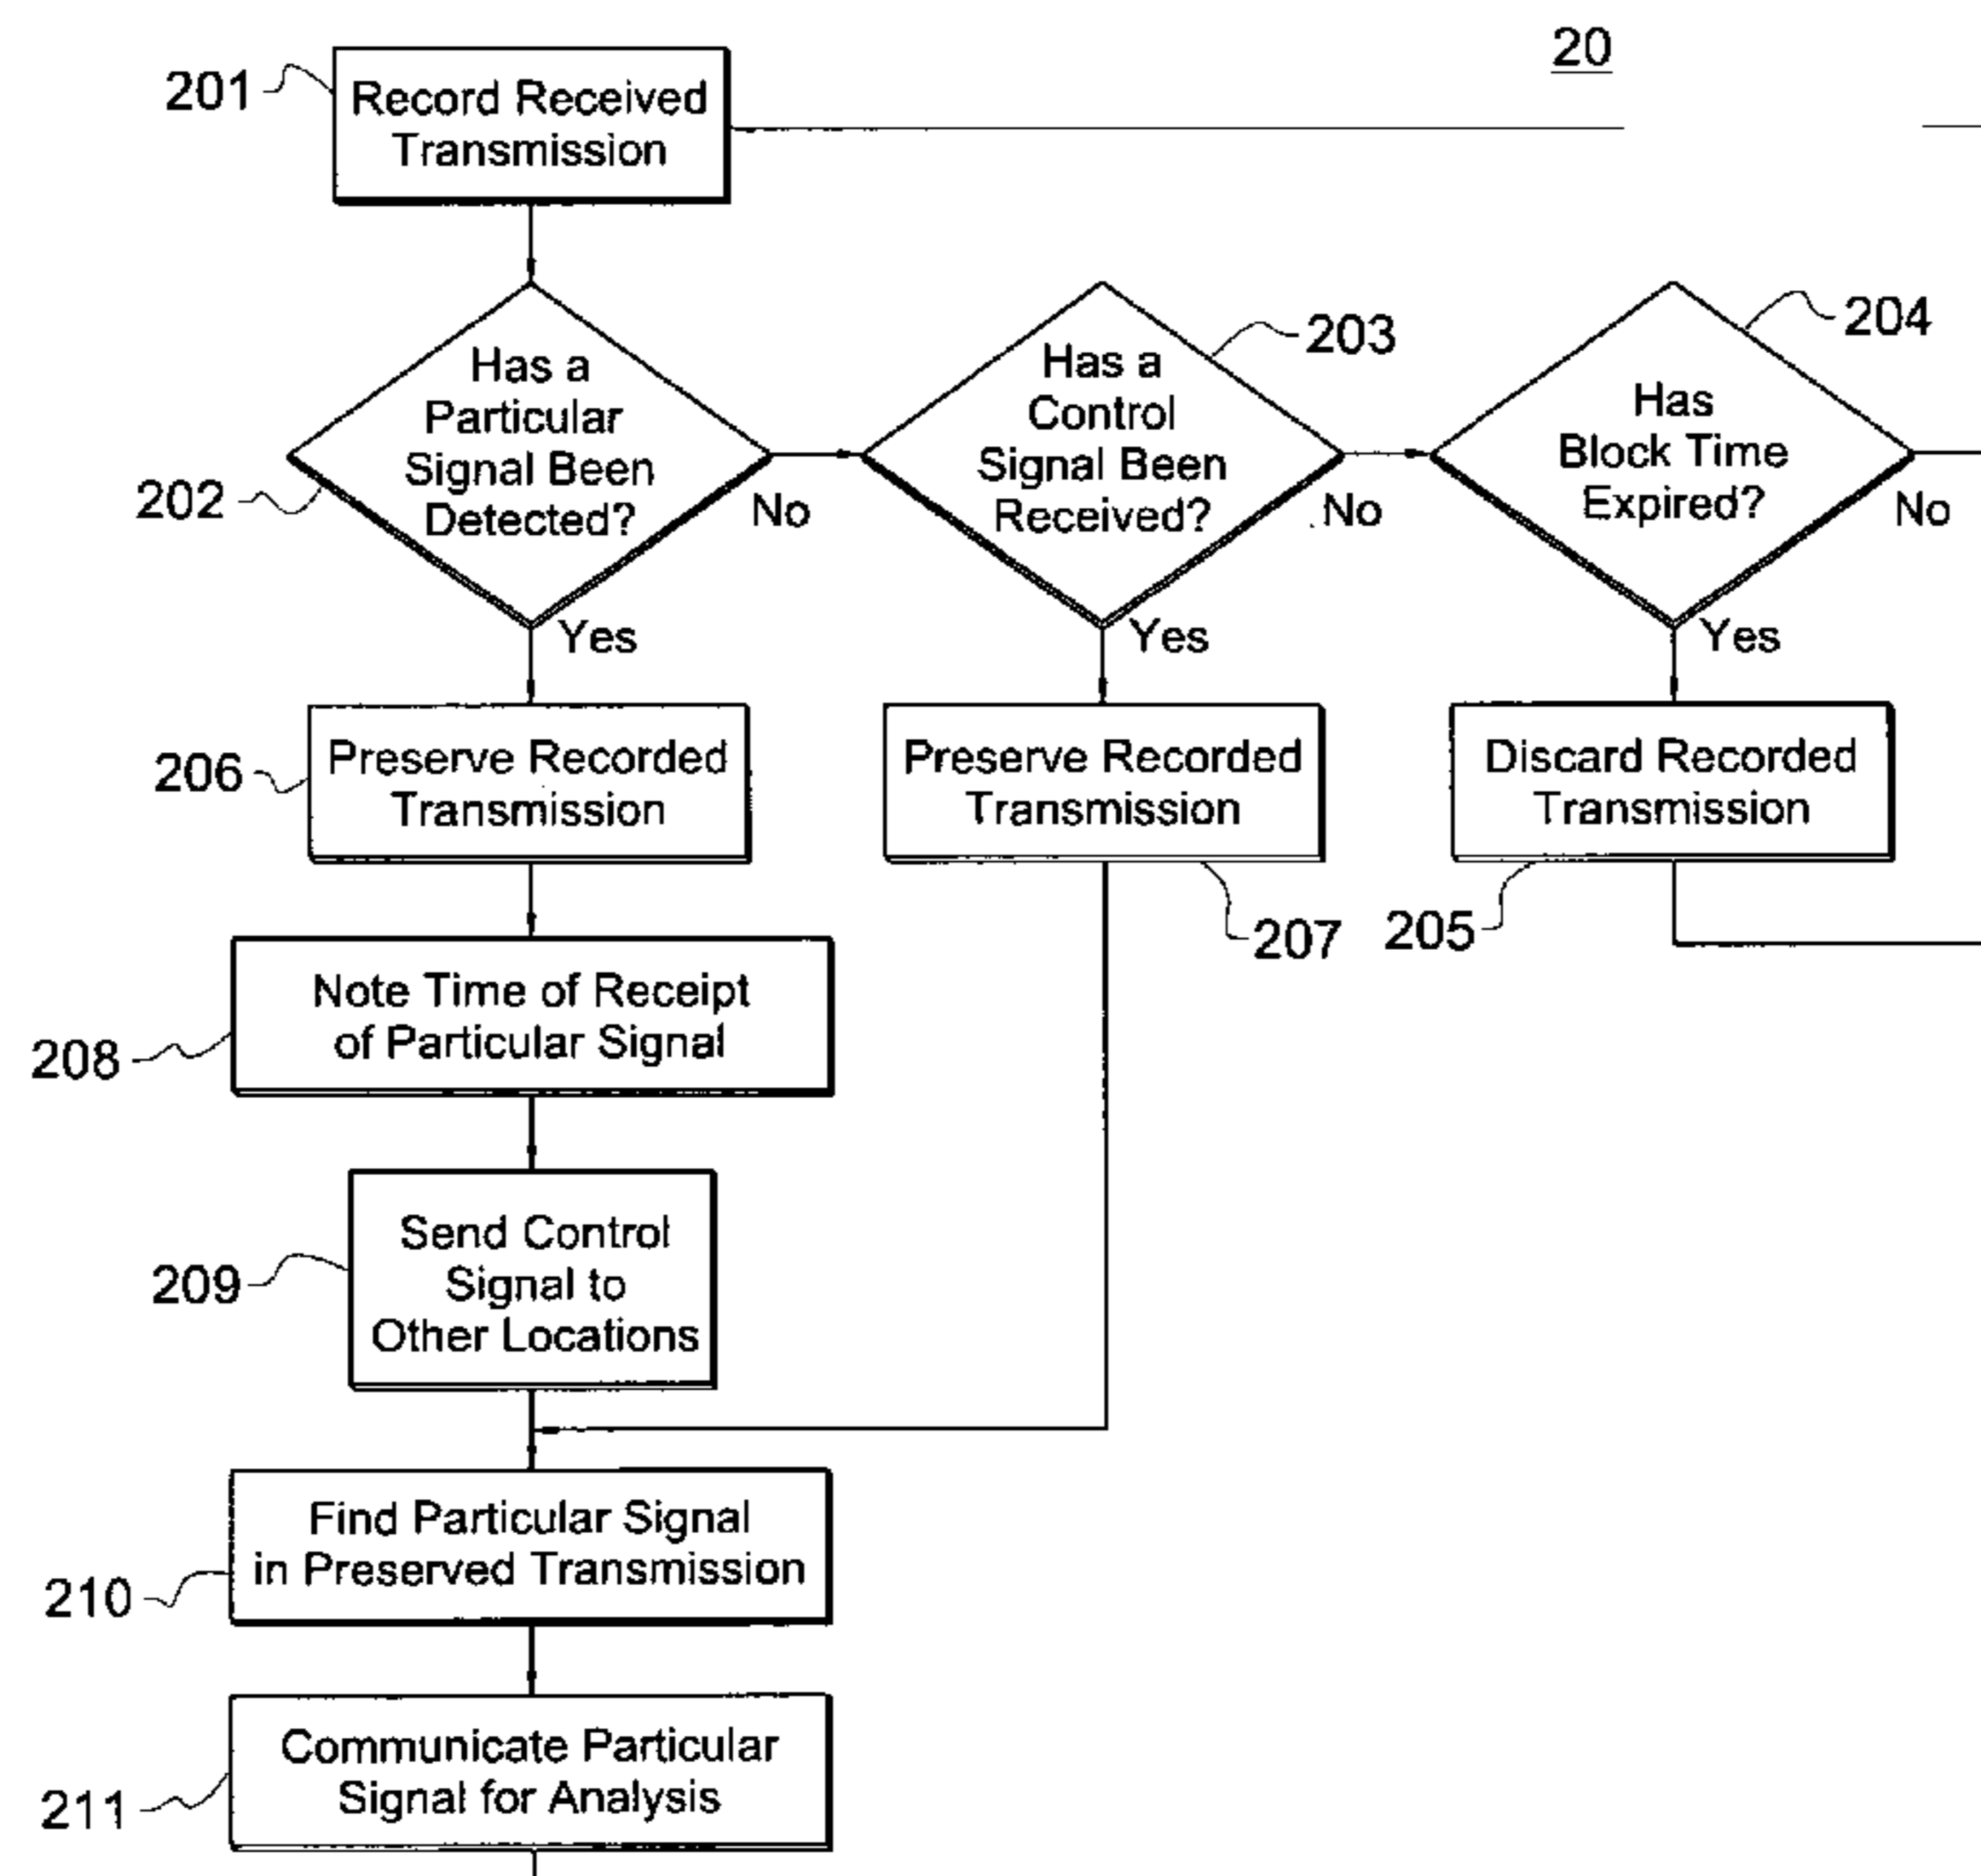 20
201
Record Received
Transmission
202
Has a
Particular
Signal Been
Detected?
No
Yes
203
Has a
Control
Signal Been
Received?
No
Yes
204
Has
Block Time
Expired?
No
Yes
206
Preserve Recorded
Transmission
Preserve Recorded
Transmission
207
Discard Recorded
Transmission
205
208
Note Time of Receipt
of Particular Signal
209
Send Control
Signal to
Other Locations
210
Find Particular Signal
in Preserved Transmission
211
Communicate Particular
Signal for Analysis